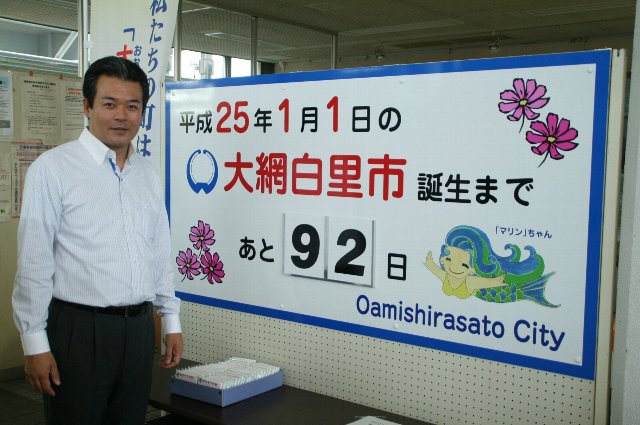 私たちの町は
平成25年1月1日の
大網白里市 誕生まで
あと 92 日
「マリン」ちゃん
Oamishirasato City